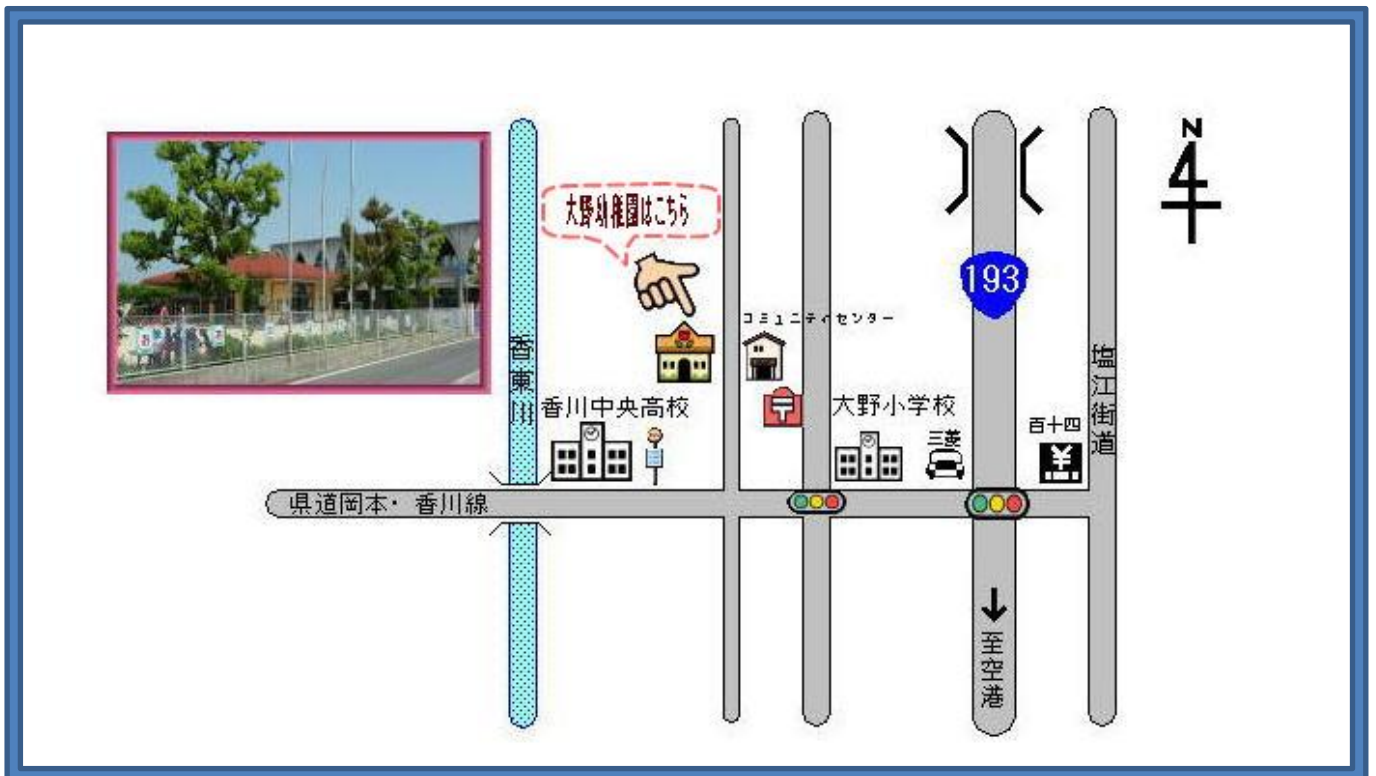 N
大野幼稚園はこちら
193
コミュニティセンター
香東川
塩江街道
香川中央高校
大野小学校
三菱
百十四
¥
〒
県道岡本・香川線
至空港